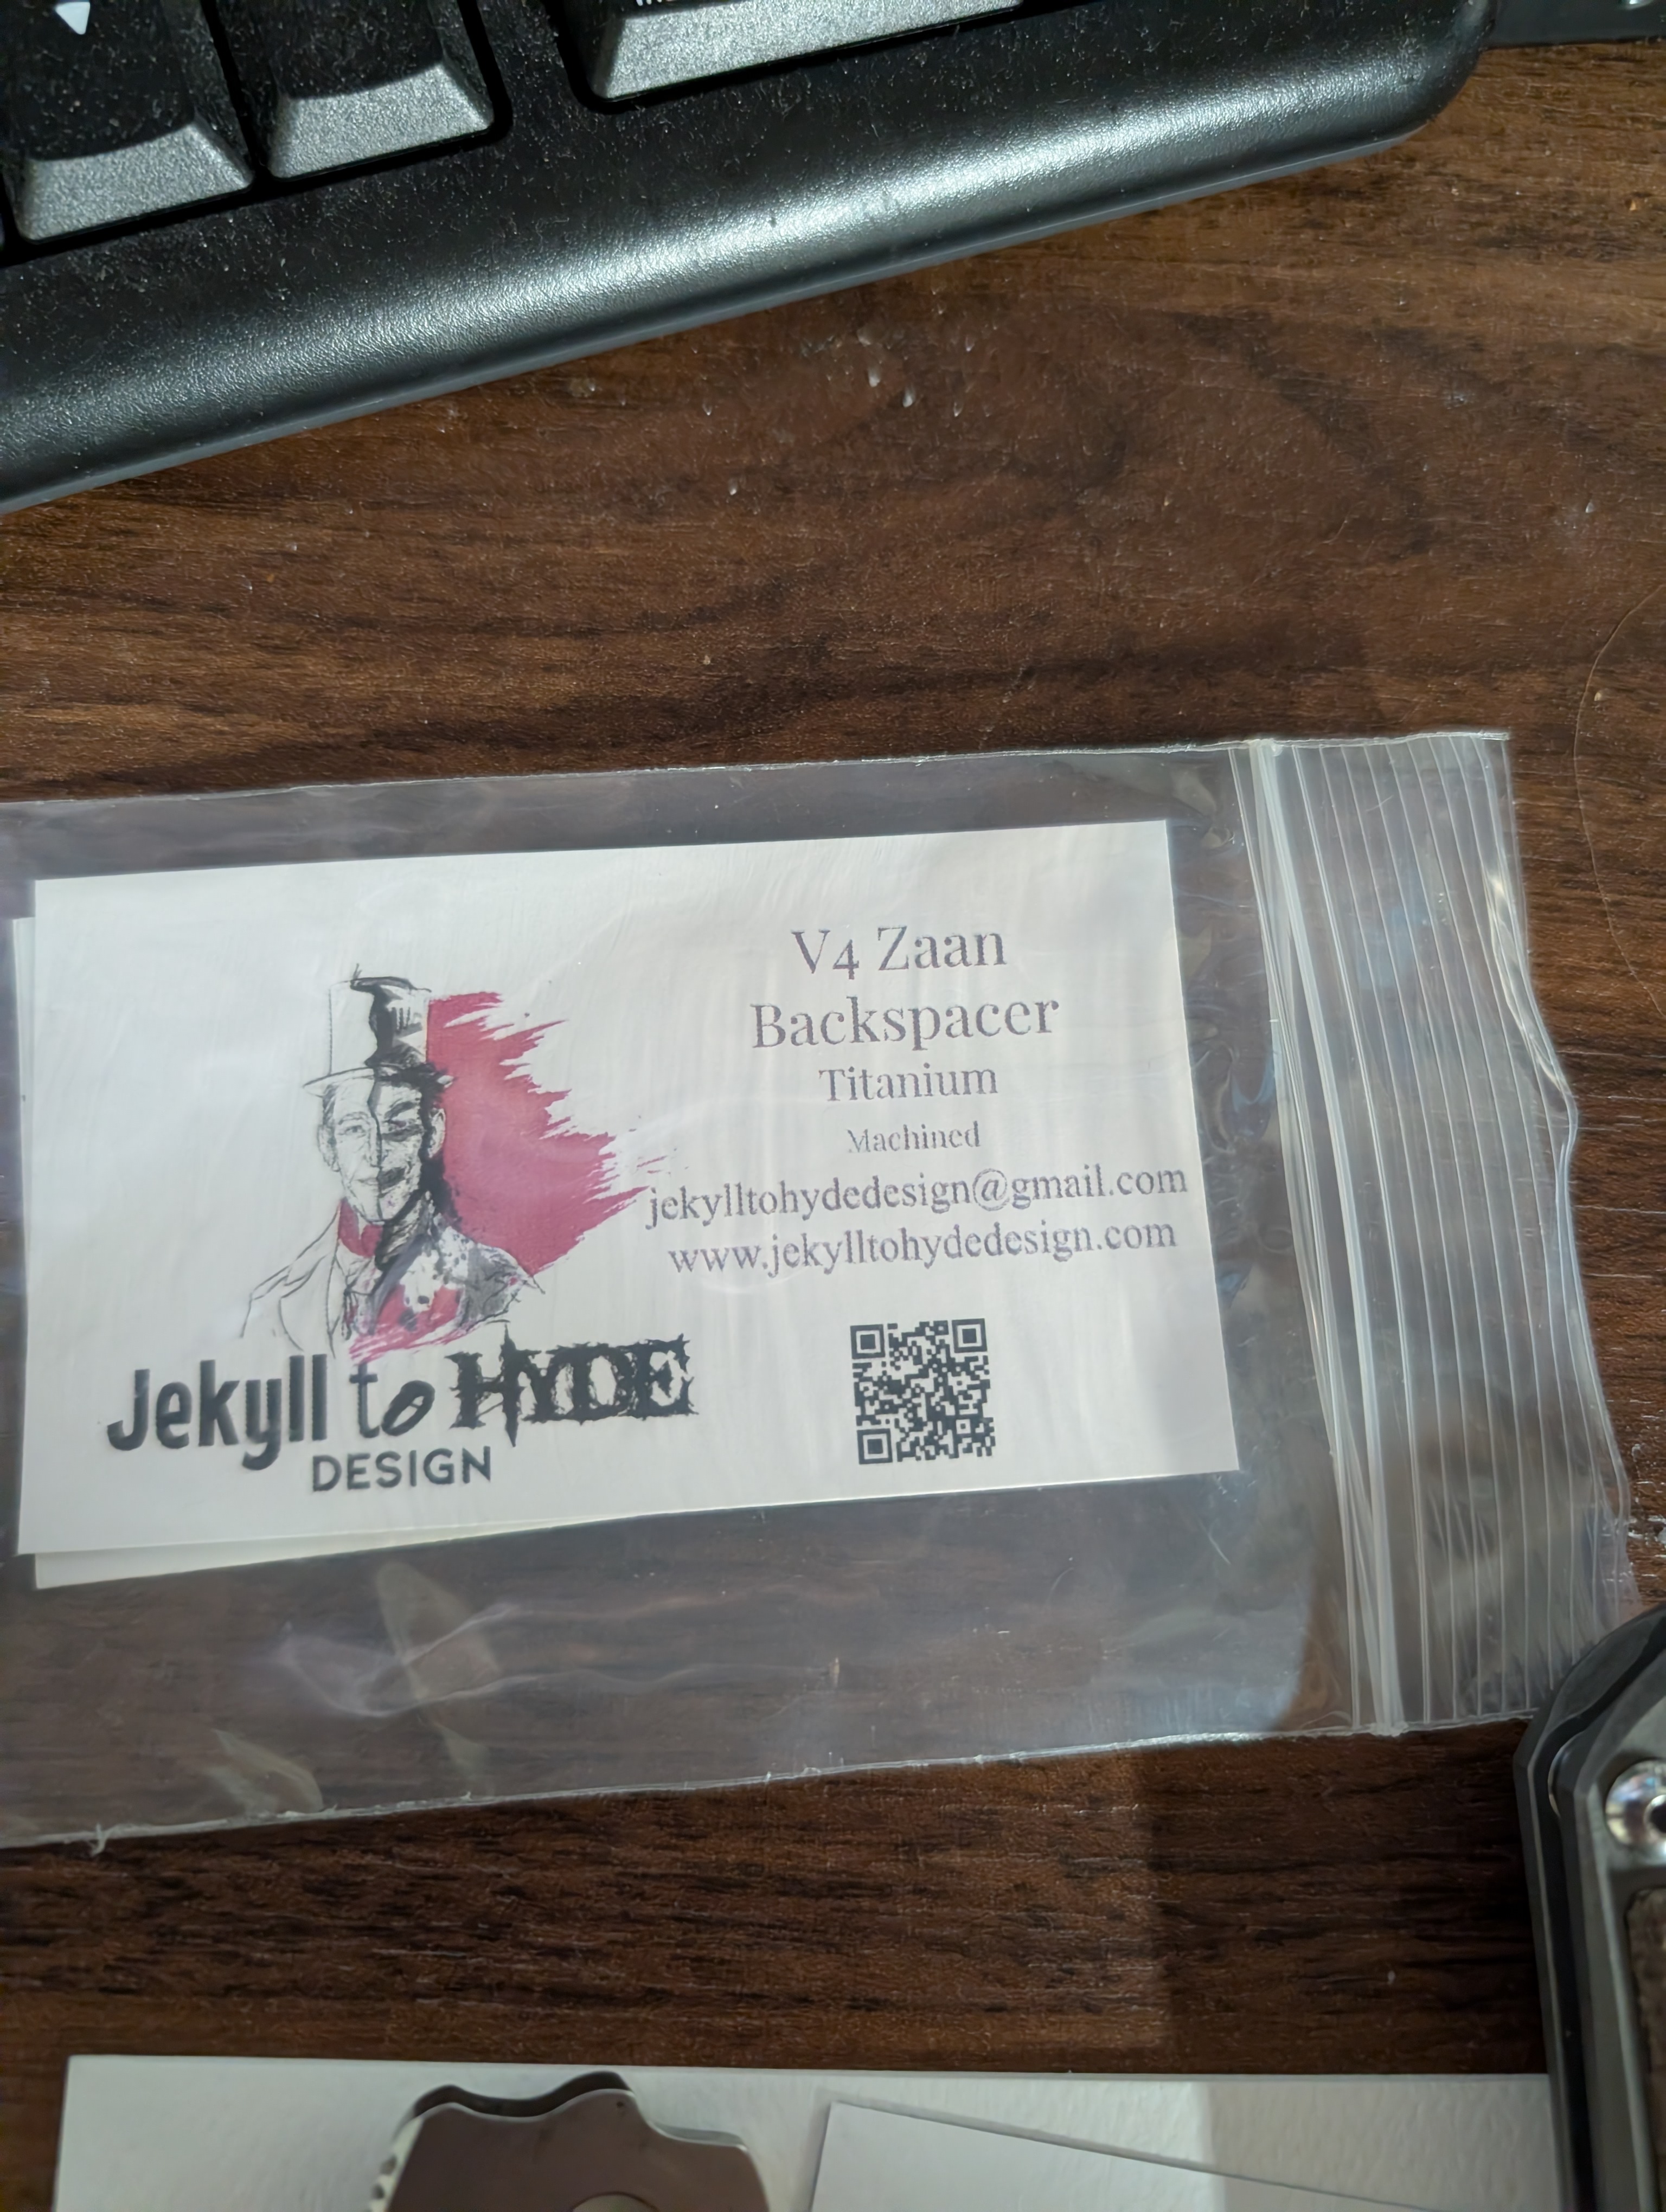 V4 Zaan
Backspacer
Titanium
Machined
jekylltohydedesign@gmail.com
www.jekylltohydedesign.com
Jekyll to HYDE
DESIGN